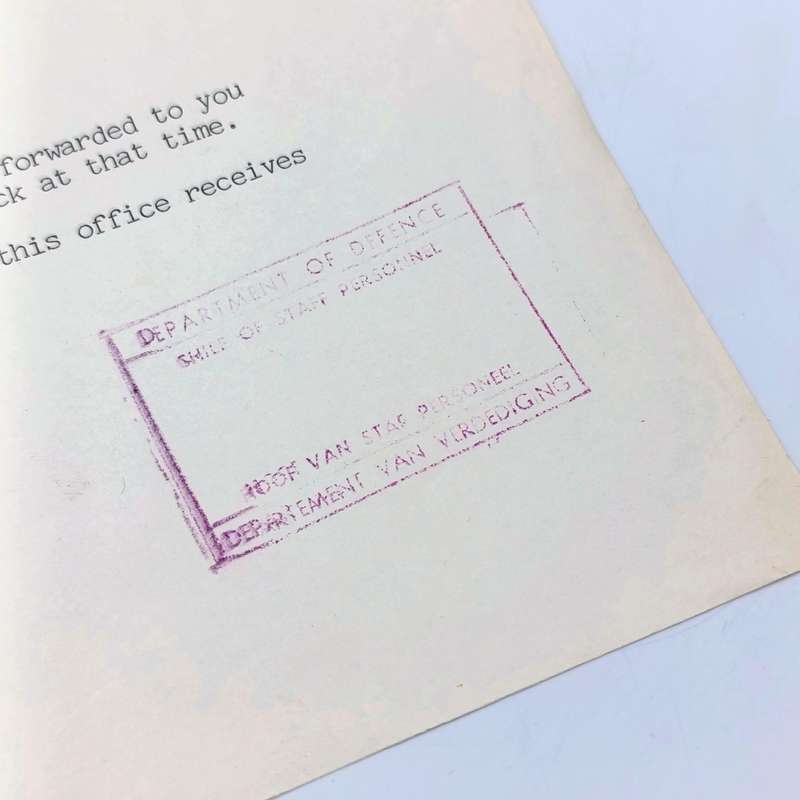 forwarded to you
ck at that time.
this office receives
DEPARTMENT OF DEFENCE
CHIEF OF STAFF PERSONNEL
HOOF VAN STAF PERSONEEL
DEPARTEMENT VAN VERDEDIGING